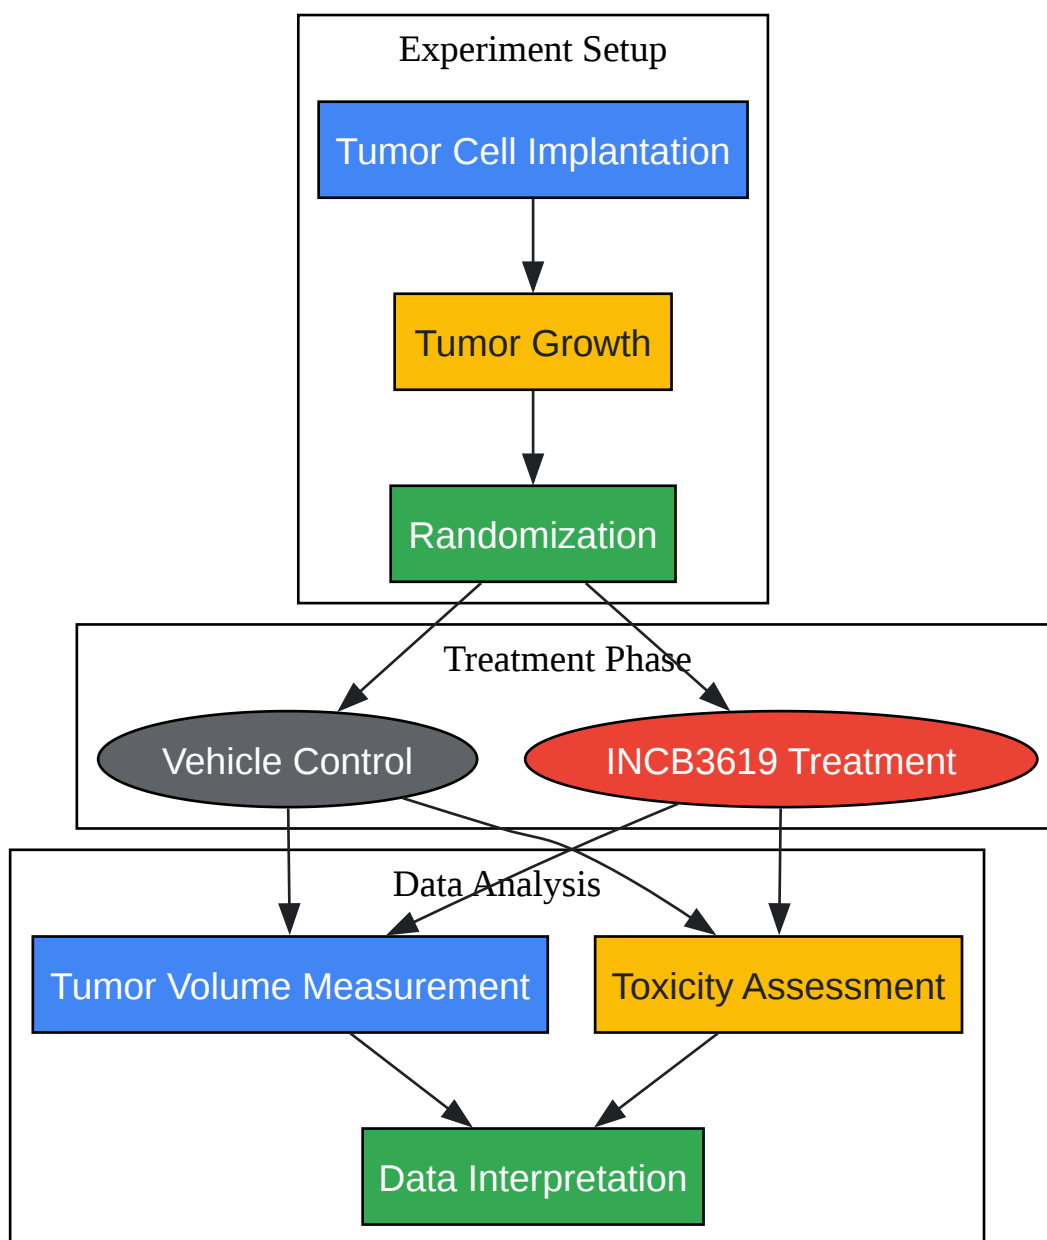 Experiment Setup
Tumor Cell Implantation
Tumor Growth
Randomization
Treatment Phase
Vehicle Control
INCB3619 Treatment
Data Analysis
Tumor Volume Measurement
Toxicity Assessment
Data Interpretation